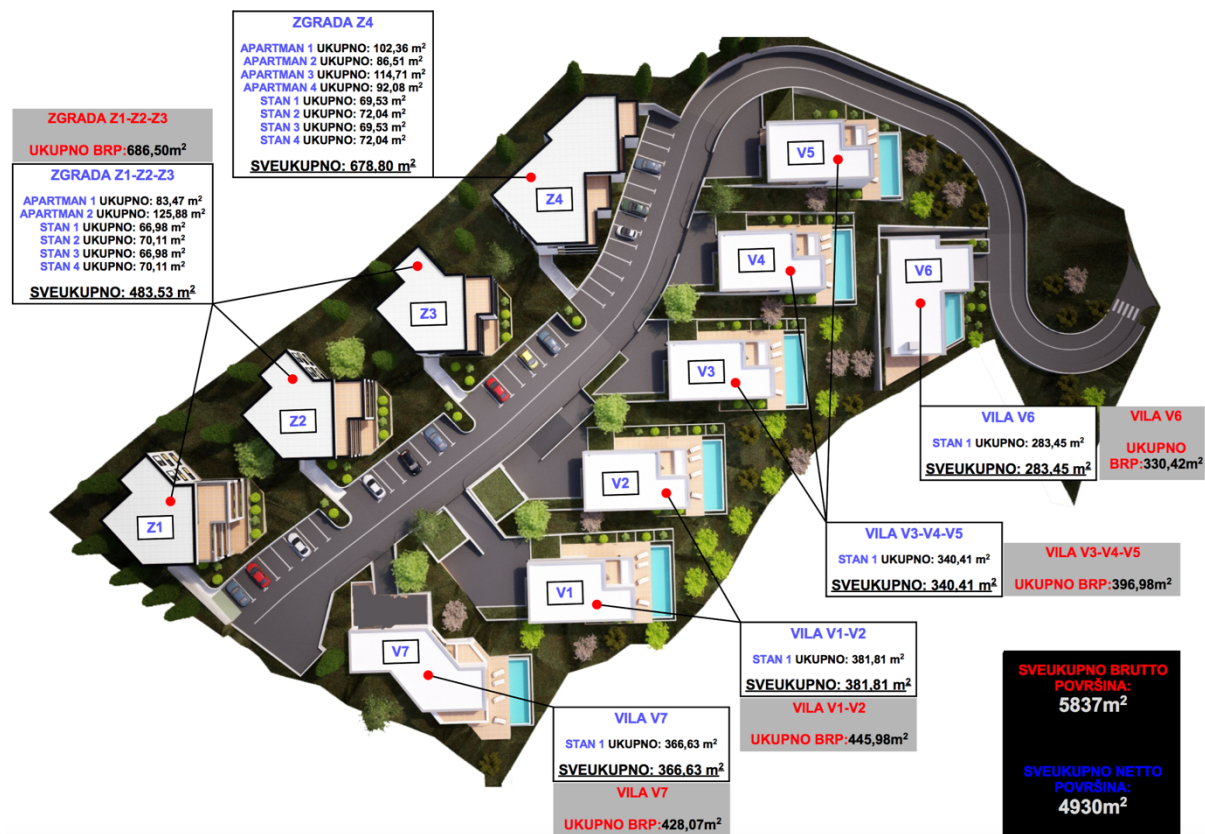 ZGRADA Z4
APARTMAN 1 UKUPNO: 102,36 m²
APARTMAN 2 UKUPNO: 86,51 m²
APARTMAN 3 UKUPNO: 114,71 m²
APARTMAN 4 UKUPNO: 92,08 m²
STAN 1 UKUPNO: 69,53 m²
STAN 2 UKUPNO: 72,04 m²
STAN 3 UKUPNO: 69,53 m²
STAN 4 UKUPNO: 72,04 m²
SVEUKUPNO: 678,80 m²
ZGRADA Z1-Z2-Z3
UKUPNO BRP:686,50m²
ZGRADA Z1-Z2-Z3
APARTMAN 1 UKUPNO: 83,47 m²
APARTMAN 2 UKUPNO: 125,88 m²
STAN 1 UKUPNO: 66,98 m²
STAN 2 UKUPNO: 70,11 m²
STAN 3 UKUPNO: 66,98 m²
STAN 4 UKUPNO: 70,11 m²
SVEUKUPNO: 483,53 m²
V5
Z4
V4
V6
Z3
V3
Z2
V2
Z1
V1
V7
VILA V6
STAN 1 UKUPNO: 283,45 m²
SVEUKUPNO: 283,45 m²
VILA V6
UKUPNO
BRP:330,42m²
VILA V3-V4-V5
STAN 1 UKUPNO: 340,41 m²
SVEUKUPNO: 340,41 m²
VILA V3-V4-V5
UKUPNO BRP:396,98m²
VILA V1-V2
STAN 1 UKUPNO: 381,81 m²
SVEUKUPNO: 381,81 m²
VILA V1-V2
UKUPNO BRP:445,98m²
VILA V7
STAN 1 UKUPNO: 366,63 m²
SVEUKUPNO: 366,63 m²
VILA V7
UKUPNO BRP:428,07m²
SVEUKUPNO BRUTTO
POVRŠINA:
5837m²
SVEUKUPNO NETTO
POVRŠINA:
4930m²